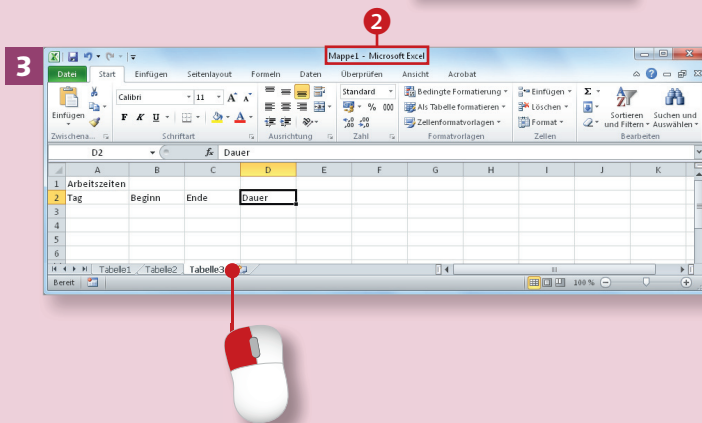 2
3
Mappe1 - Microsoft Excel
Datei Start Einfügen Seitenlayout Formeln Daten Überprüfen Ansicht Acrobat
Calibri 11 A A Standard Bedingte Formatierung Einfügen Σ
Einfügen F K U A % 000 Als Tabelle formatieren Löschen Sortieren und Filtern Suchen und Auswählen
,00 ,0 Zellenformatvorlagen Format
Zwischena... Schriftart Ausrichtung Zahl Formatvorlagen Zellen Bearbeiten
D2 fx Dauer
A B C D E F G H I J K
1 Arbeitszeiten
2 Tag Beginn Ende Dauer
3
4
5
6
Tabelle1 Tabelle2 Tabelle3
Bereit 100 %